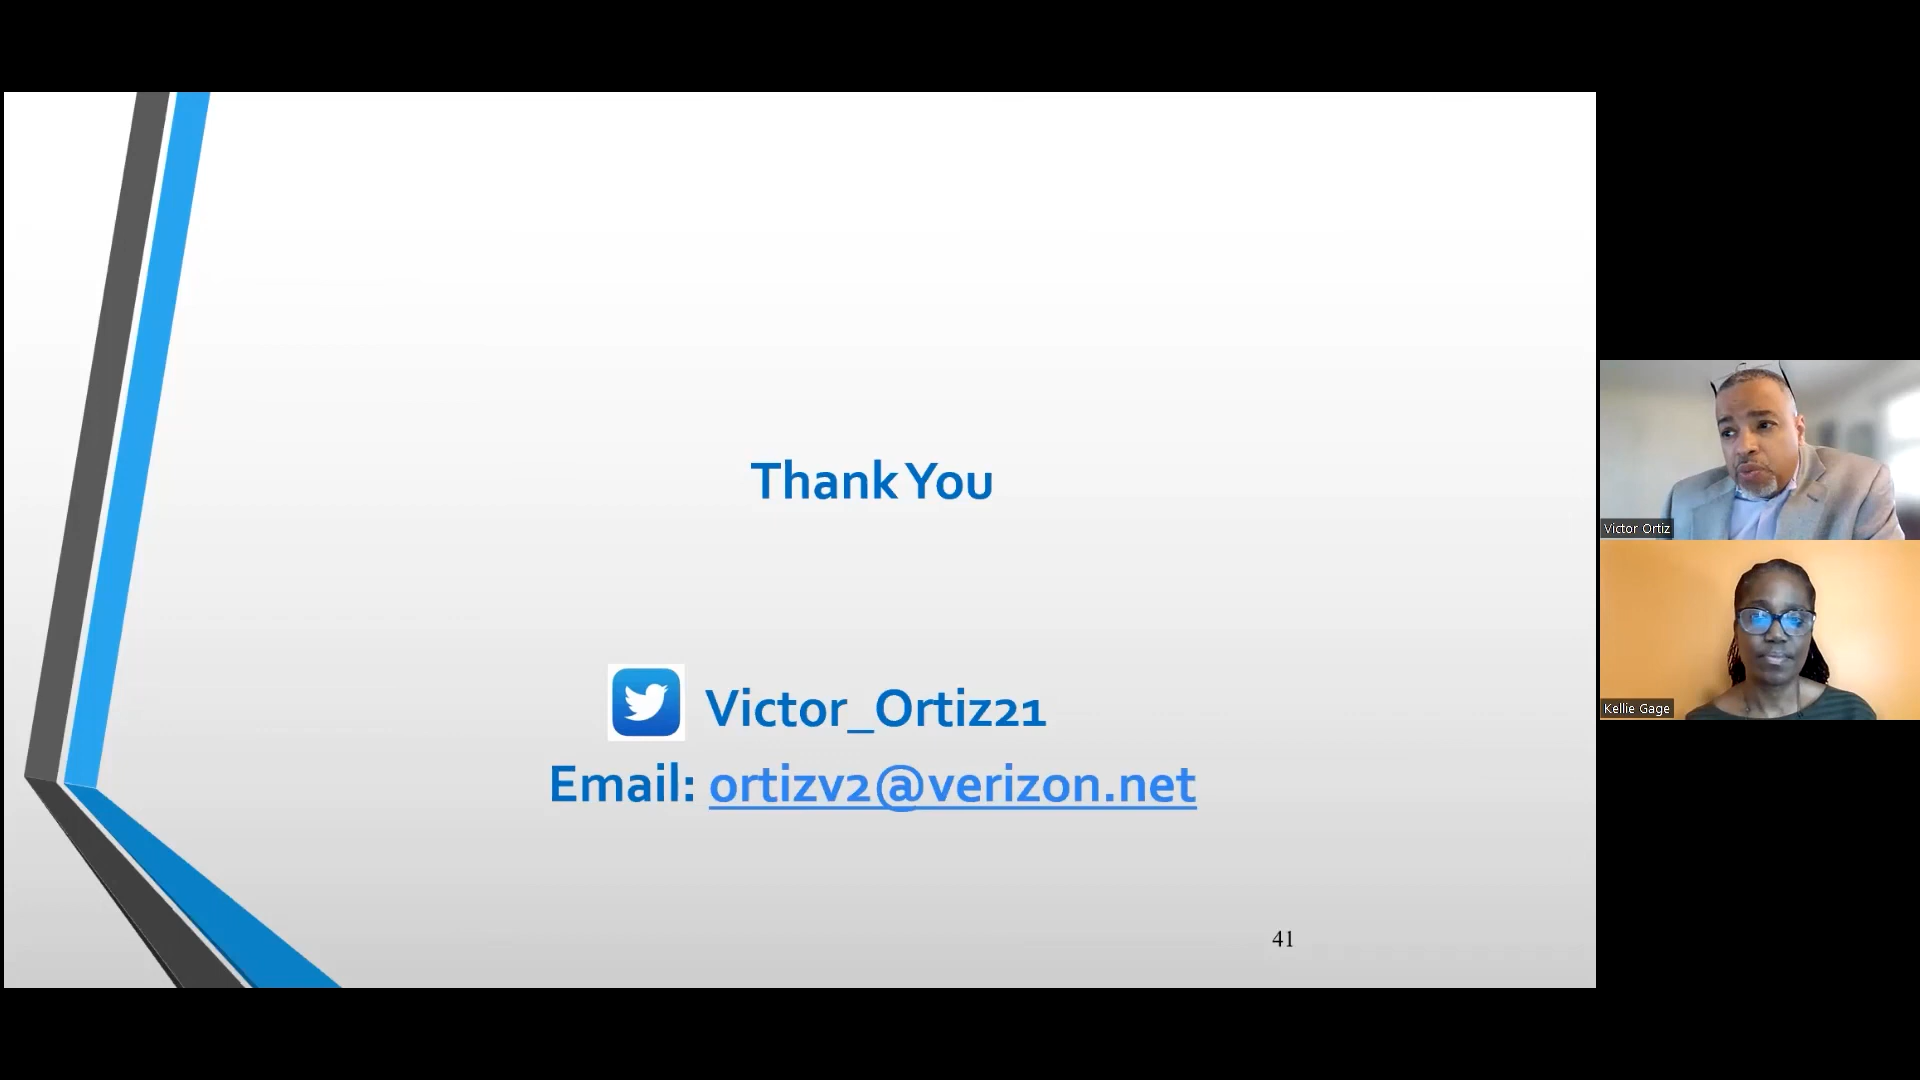 Thank You
Victor_Ortiz21
Email: ortizv2@verizon.net
41
Victor Ortiz
Kellie Gage